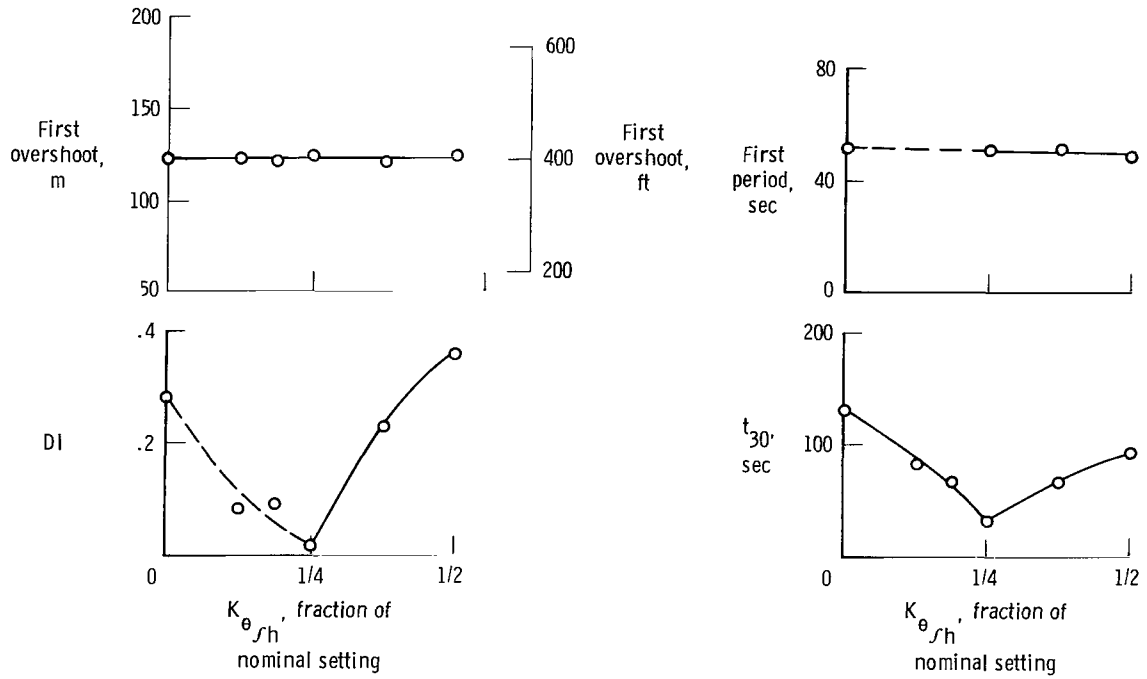 200
150
100
50
First
overshoot,
m
600
400
200
First
overshoot,
ft
80
40
0
First
period,
sec
.4
.2
0
DI
1/4
1/2
K θ ∫h, fraction of
nominal setting
200
100
0
t30,
sec
1/4
1/2
K θ ∫h, fraction of
nominal setting